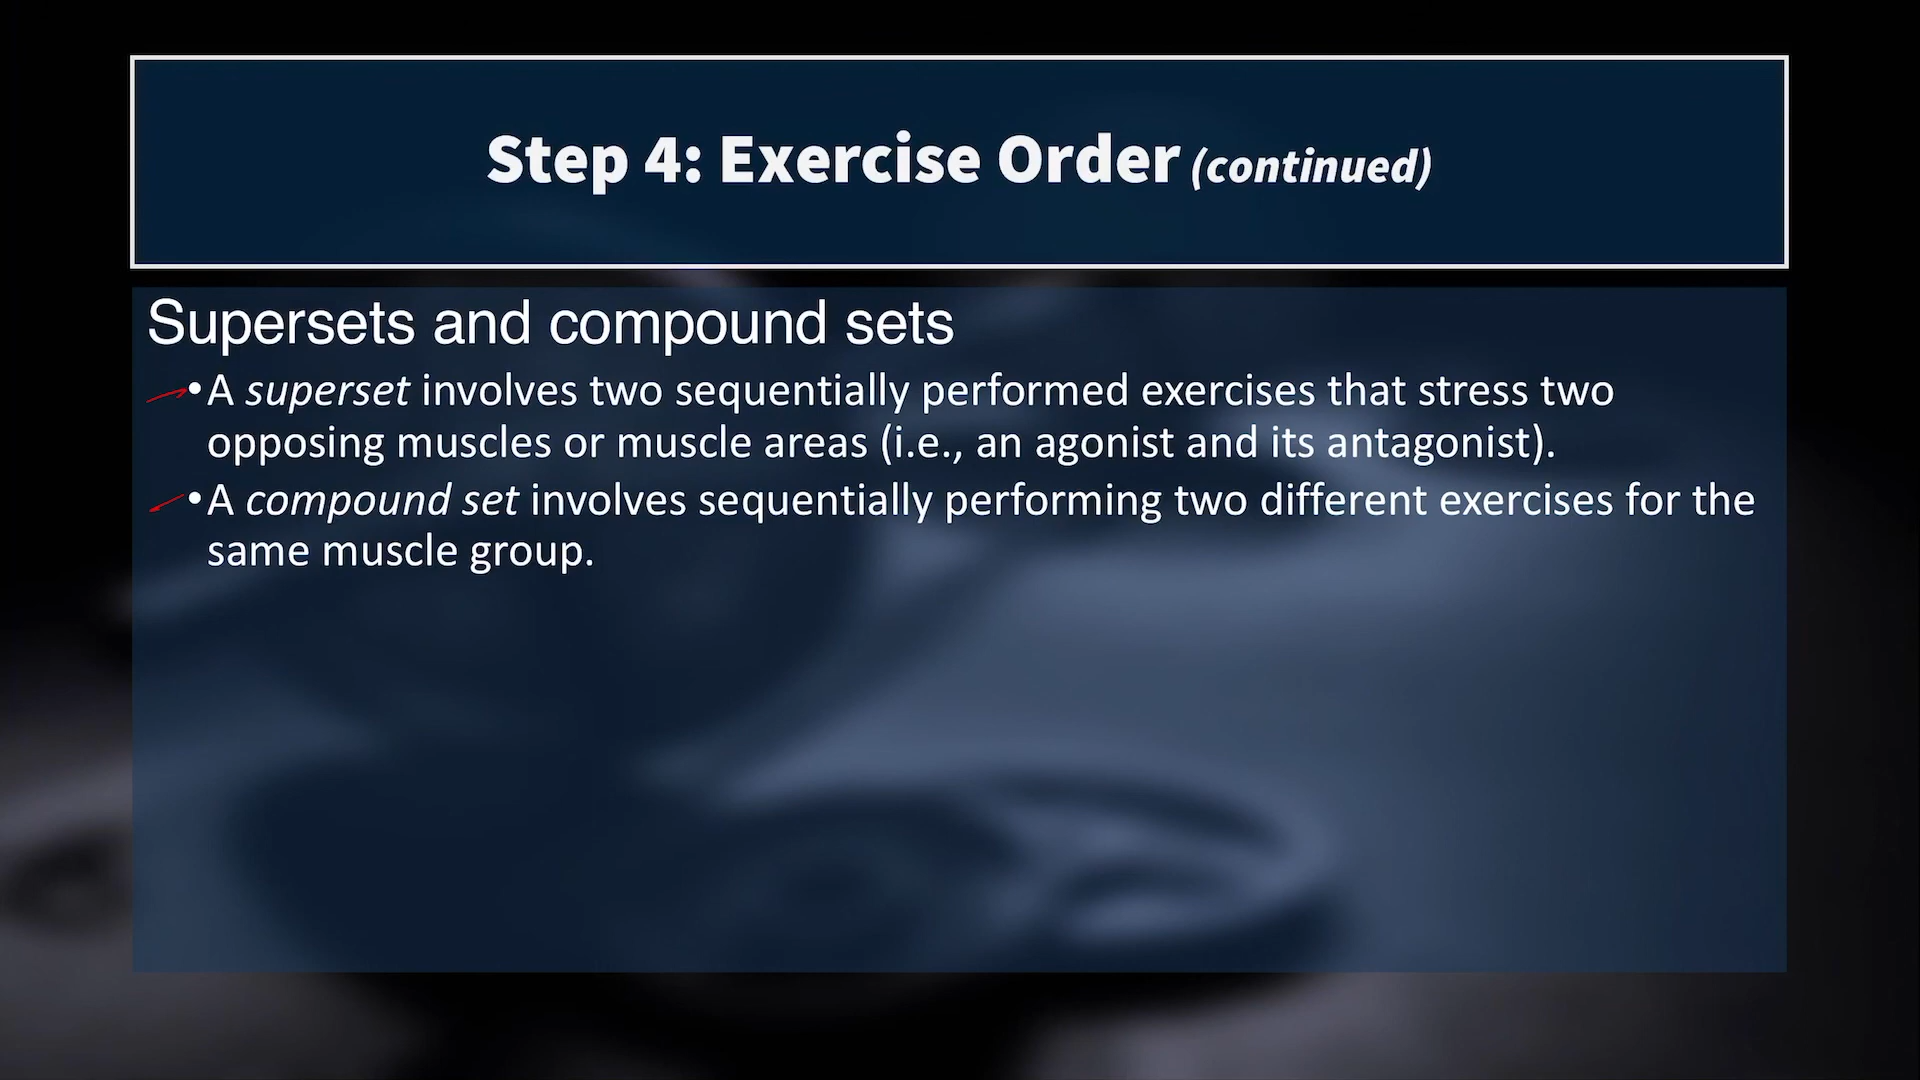 Step 4: Exercise Order (continued)
Supersets and compound sets
•A superset involves two sequentially performed exercises that stress two
opposing muscles or muscle areas (i.e., an agonist and its antagonist).
•A compound set involves sequentially performing two different exercises for the
same muscle group.